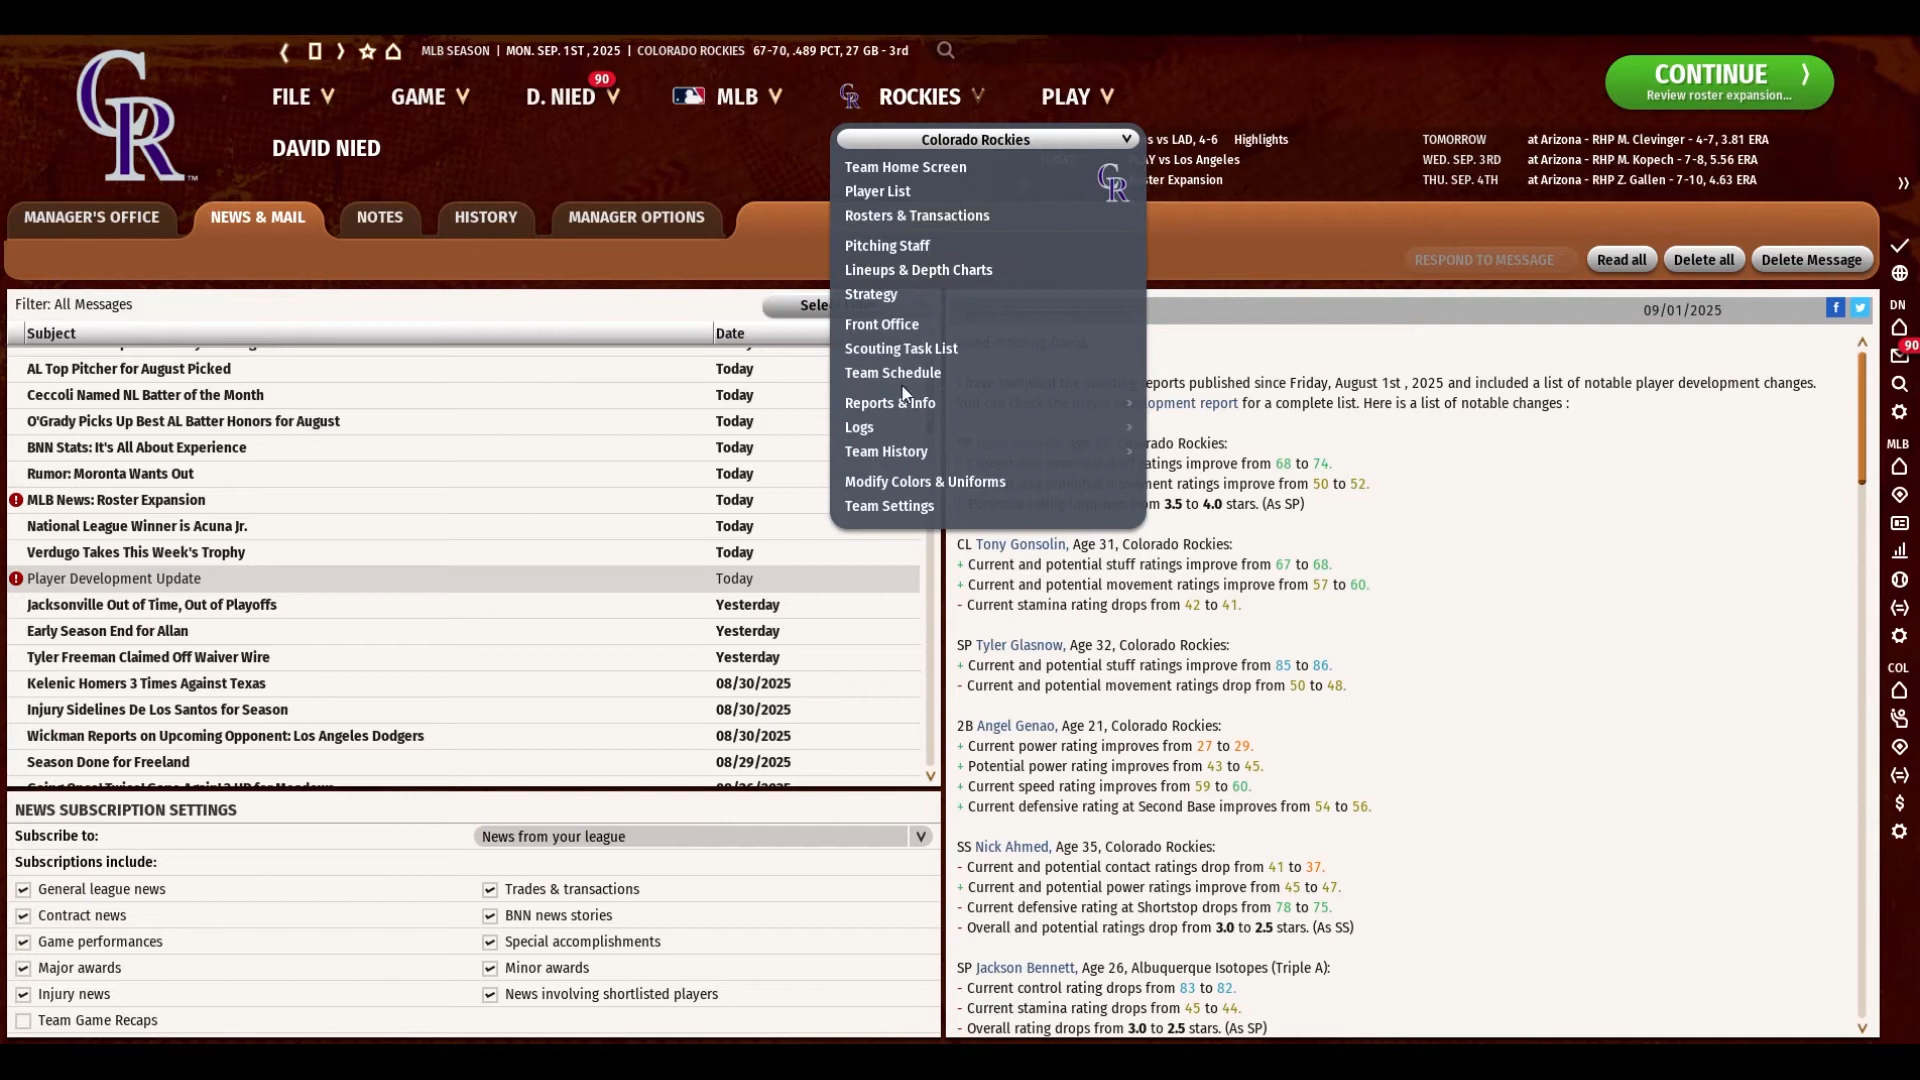 MLB SEASON | MON. SEP. 1ST , 2025 | COLORADO ROCKIES 67-70, .489 PCT, 27 GB - 3rd
FILE
GAME
D. NIED
90
MLB
ROCKIES
PLAY
CONTINUE
Review roster expansion...
DAVID NIED
s vs LAD, 4-6 Highlights
AY vs Los Angeles
ster Expansion
TOMORROW at Arizona - RHP M. Clevinger - 4-7, 3.81 ERA
WED. SEP. 3RD at Arizona - RHP M. Kopech - 7-8, 5.56 ERA
THU. SEP. 4TH at Arizona - RHP Z. Gallen - 7-10, 4.63 ERA
MANAGER'S OFFICE
NEWS & MAIL
NOTES
HISTORY
MANAGER OPTIONS
RESPOND TO MESSAGE
Read all
Delete all
Delete Message
Colorado Rockies
Team Home Screen
Player List
Rosters & Transactions
Pitching Staff
Lineups & Depth Charts
Strategy
Front Office
Scouting Task List
Team Schedule
Reports & Info
Logs
Team History
Modify Colors & Uniforms
Team Settings
Filter: All Messages
Selec
Subject Date
AL Top Pitcher for August Picked Today
Ceccoli Named NL Batter of the Month Today
O'Grady Picks Up Best AL Batter Honors for August Today
BNN Stats: It's All About Experience Today
Rumor: Moronta Wants Out Today
MLB News: Roster Expansion Today
National League Winner is Acuna Jr. Today
Verdugo Takes This Week's Trophy Today
Player Development Update Today
Jacksonville Out of Time, Out of Playoffs Yesterday
Early Season End for Allan Yesterday
Tyler Freeman Claimed Off Waiver Wire Yesterday
Kelenic Homers 3 Times Against Texas 08/30/2025
Injury Sidelines De Los Santos for Season 08/30/2025
Wickman Reports on Upcoming Opponent: Los Angeles Dodgers 08/30/2025
Season Done for Freeland 08/29/2025
NEWS SUBSCRIPTION SETTINGS
Subscribe to: News from your league
Subscriptions include:
General league news
Trades & transactions
Contract news
BNN news stories
Game performances
Special accomplishments
Major awards
Minor awards
Injury news
News involving shortlisted players
Team Game Recaps
09/01/2025
reports published since Friday, August 1st , 2025 and included a list of notable player development changes.
opment report for a complete list. Here is a list of notable changes :
rado Rockies:
ratings improve from 68 to 74.
ement ratings improve from 50 to 52.
3.5 to 4.0 stars. (As SP)
CL Tony Gonsolin, Age 31, Colorado Rockies:
+ Current and potential stuff ratings improve from 67 to 68.
+ Current and potential movement ratings improve from 57 to 60.
- Current stamina rating drops from 42 to 41.
SP Tyler Glasnow, Age 32, Colorado Rockies:
+ Current and potential stuff ratings improve from 85 to 86.
- Current and potential movement ratings drop from 50 to 48.
2B Angel Genao, Age 21, Colorado Rockies:
+ Current power rating improves from 27 to 29.
+ Potential power rating improves from 43 to 45.
+ Current speed rating improves from 59 to 60.
+ Current defensive rating at Second Base improves from 54 to 56.
SS Nick Ahmed, Age 35, Colorado Rockies:
- Current and potential contact ratings drop from 41 to 37.
+ Current and potential power ratings improve from 45 to 47.
- Current defensive rating at Shortstop drops from 78 to 75.
- Overall and potential ratings drop from 3.0 to 2.5 stars. (As SS)
SP Jackson Bennett, Age 26, Albuquerque Isotopes (Triple A):
- Current control rating drops from 83 to 82.
- Current stamina rating drops from 45 to 44.
- Overall rating drops from 3.0 to 2.5 stars. (As SP)
DN
90
MLB
COL